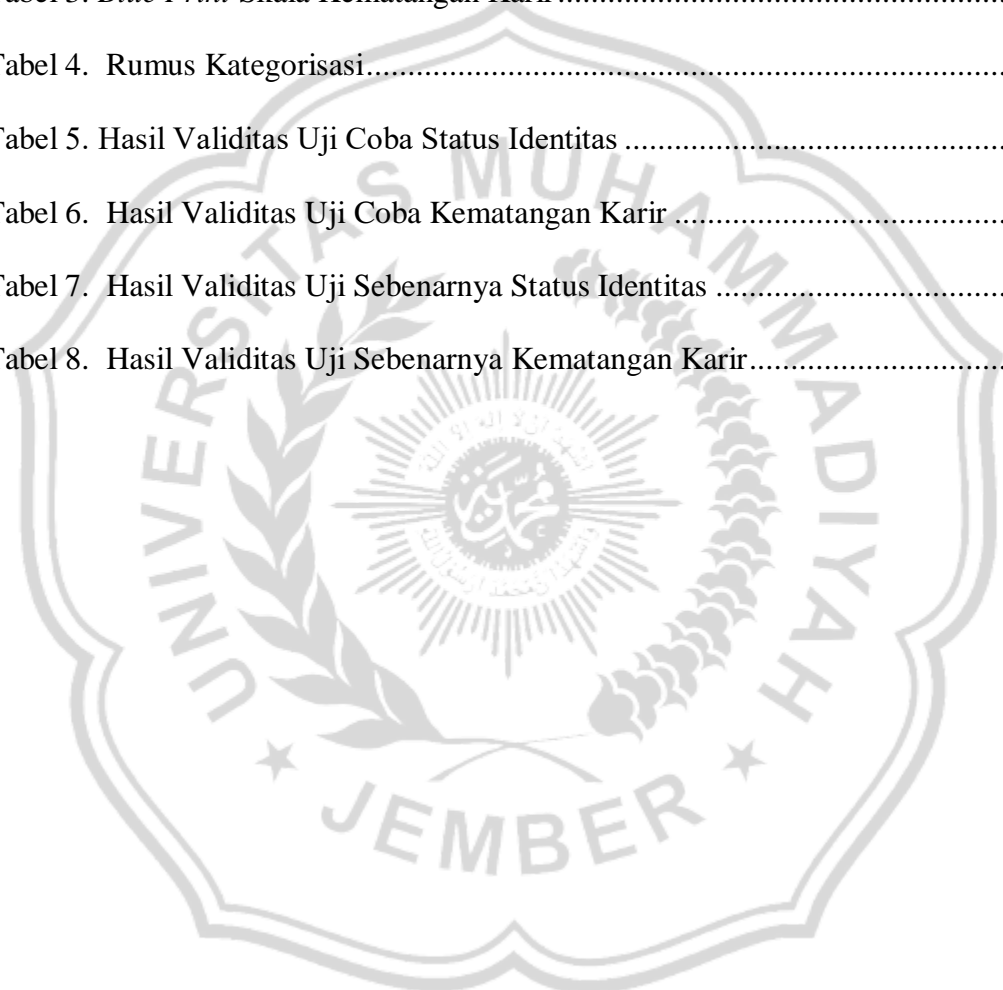 Skala Kematangan Karir........................................................
Tabel 4.  Rumus Kategorisasi........................................................
Tabel 5. Hasil Validitas Uji Coba Status Identitas ........................................................
Tabel 6.  Hasil Validitas Uji Coba Kematangan Karir ........................................................
Tabel 7.  Hasil Validitas Uji Sebenarnya Status Identitas ........................................................
Tabel 8.  Hasil Validitas Uji Sebenarnya Kematangan Karir........................................................
UNIVERSITAS MUHAMMADIYAH
JEMBER